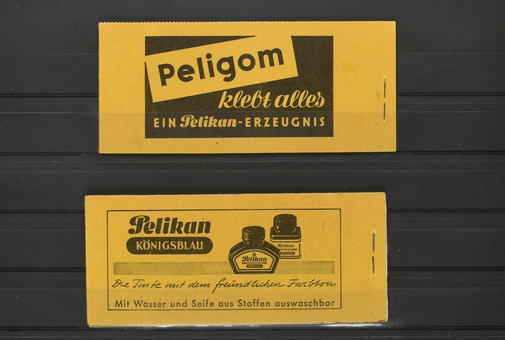 Peligom
klebt alles
EIN Pelikan-ERZEUGNIS
Pelikan
KÖNIGSBLAU
Pelikan
Pelikan
Die Tinte mit dem freundlichen Farbton
Mit Wasser und Seife aus Stoffen auswaschbar